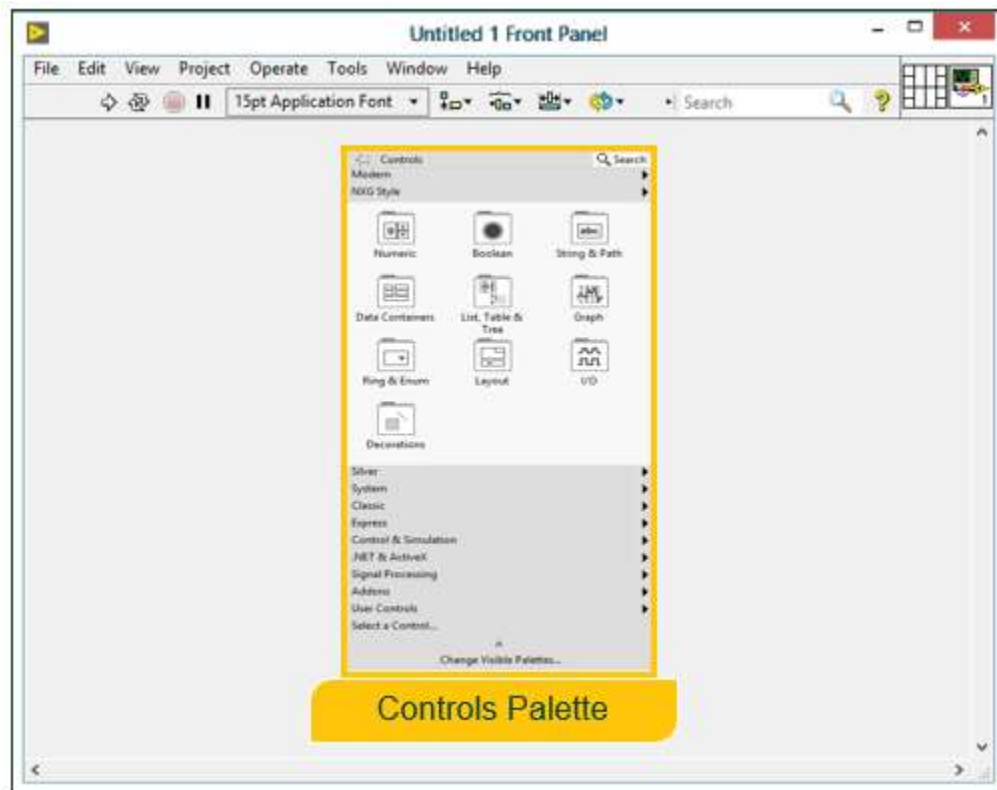 Untitled 1 Front Panel
File Edit View Project Operate Tools Window Help
15pt Application Font
Search
1
Controls
Search
Modern
NXG Style
Numeric
Boolean
String & Path
Data Containers
List, Table &
Tree
Graph
Ring & Enum
Layout
I/O
Decorations
Silver
System
Classic
Express
Control & Simulation
.NET & ActiveX
Signal Processing
Addons
User Controls
Select a Control...
Change Visible Palettes...
Controls Palette